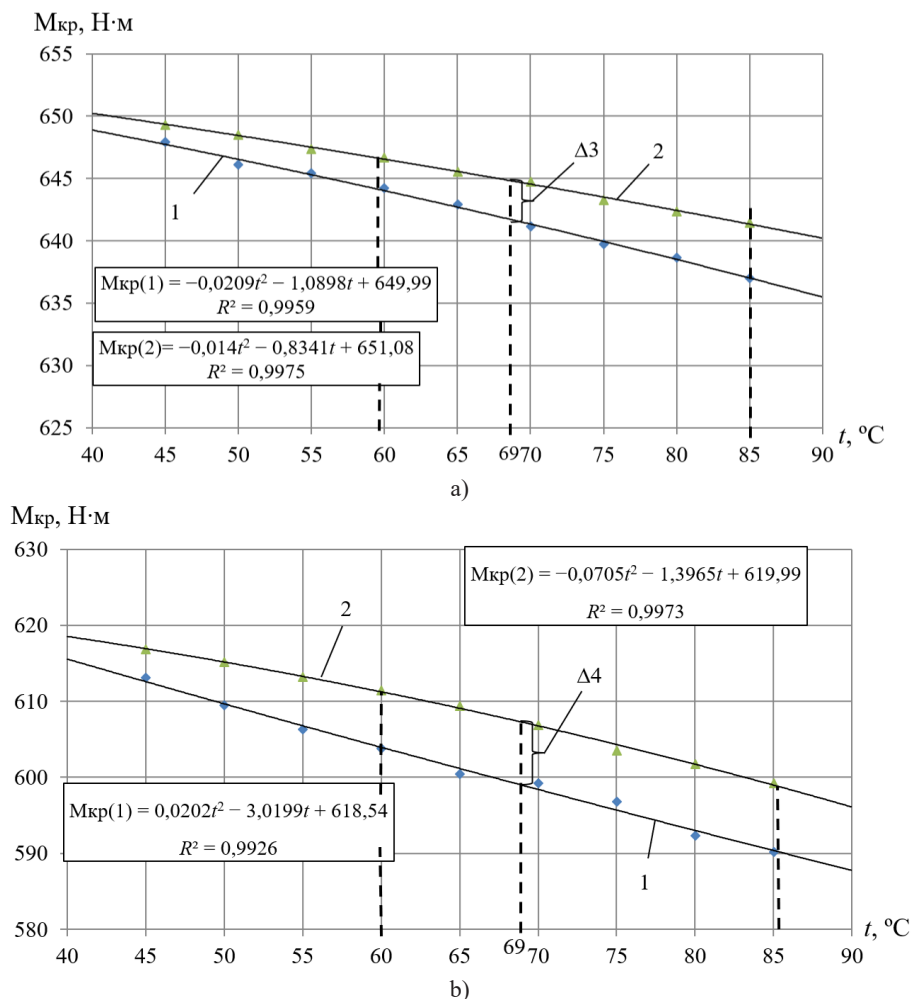 Мкр, Н·м
655
650
645
640
635
630
625
Δ3
2
1
Мкр(1) = −0,0209t² − 1,0898t + 649,99
R² = 0,9959
Мкр(2)= −0,014t² − 0,8341t + 651,08
R² = 0,9975
t, ºC
40 45 50 55 60 65 6970 75 80 85 90
a)
Мкр, Н·м
630
620
610
600
590
580
Мкр(2) = −0,0705t² − 1,3965t + 619,99
R² = 0,9973
2
Δ4
Мкр(1) = 0,0202t² − 3,0199t + 618,54
R² = 0,9926
1
t, ºC
40 45 50 55 60 65 69 70 75 80 85 90
b)